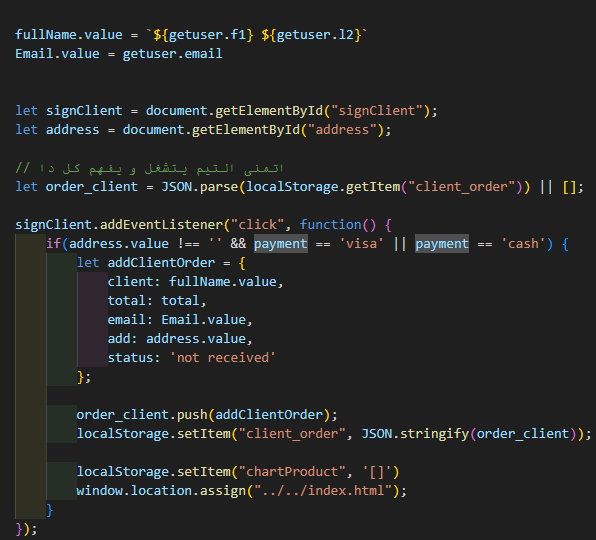 fullName.value = `${getuser.f1} ${getuser.l2}`
Email.value = getuser.email
let signClient = document.getElementById("signClient");
let address = document.getElementById("address");
// اتمنى التيم يتشغل و يفهم كل دا
let order_client = JSON.parse(localStorage.getItem("client_order")) || [];
signClient.addEventListener("click", function() {
if(address.value !== '' && payment == 'visa' || payment == 'cash') {
let addClientOrder = {
client: fullName.value,
total: total,
email: Email.value,
add: address.value,
status: 'not received'
};
order_client.push(addClientOrder);
localStorage.setItem("client_order", JSON.stringify(order_client));
localStorage.setItem("chartProduct", '[]')
window.location.assign("../../index.html");
}
});